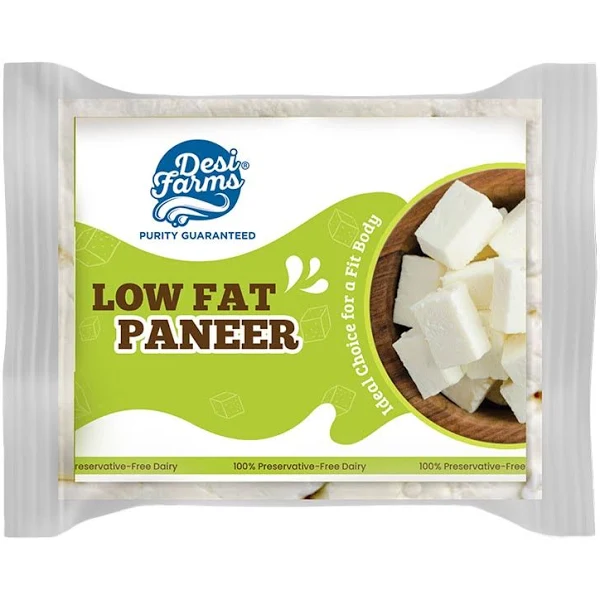 Desi®
Farms
PURITY GUARANTEED
LOW FAT
PANEER
Ideal Choice for a Fit Body
reservative-Free Dairy
100% Preservative-Free Dairy
100% Preservative-Free